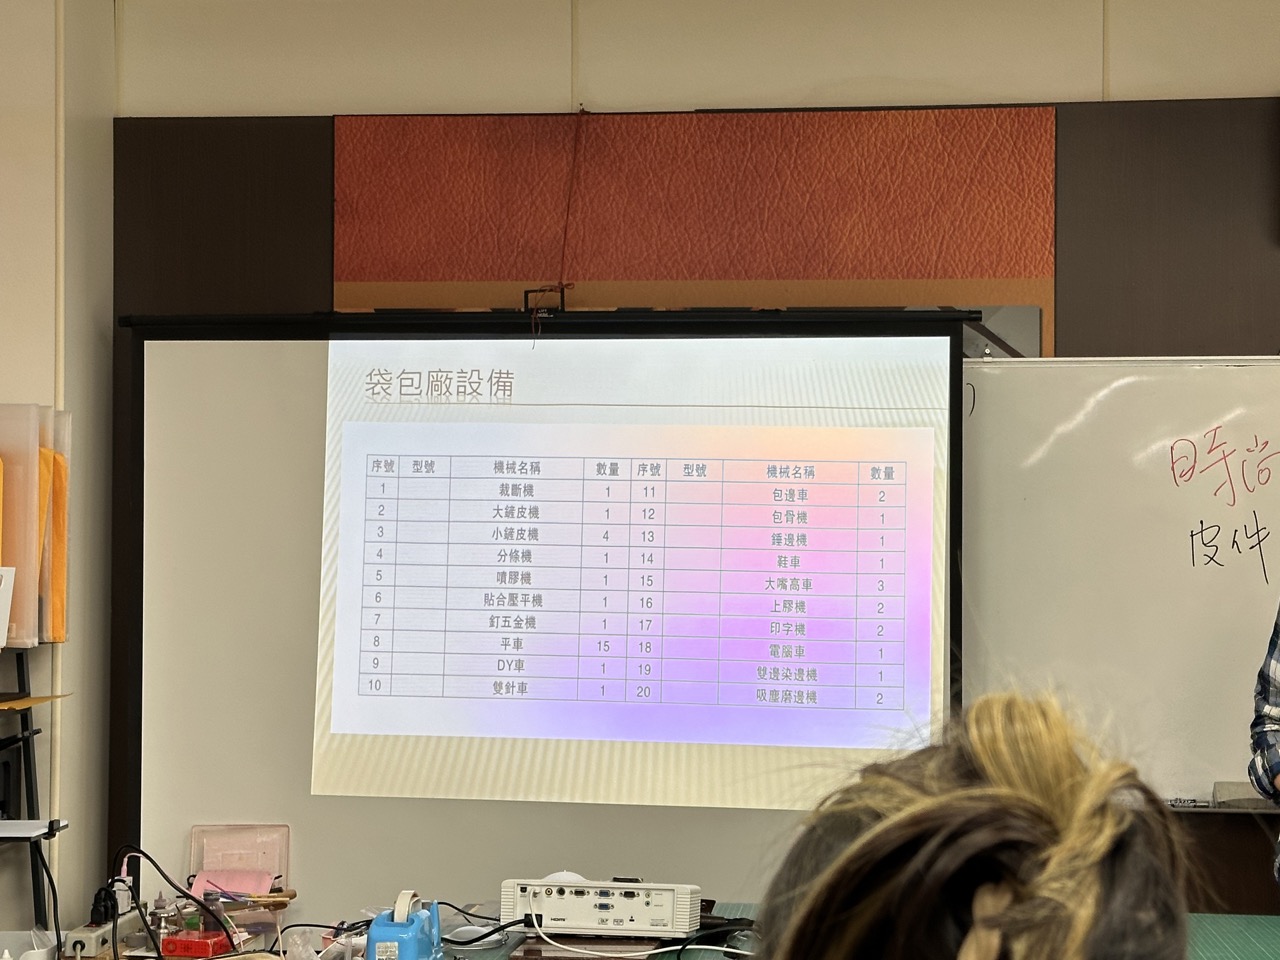 袋包廠設備
序號 型號 機械名稱 數量 序號 型號 機械名稱 數量
1 裁斷機 1 11 包邊車 2
2 大鏟皮機 1 12 包骨機 1
3 小鏟皮機 4 13 錘邊機 1
4 分條機 1 14 鞋車 1
5 噴膠機 1 15 大嘴高車 3
6 貼合壓平機 1 16 上膠機 2
7 釘五金機 1 17 印字機 2
8 平車 15 18 電腦車 1
9 DY車 1 19 雙邊染邊機 1
10 雙針車 1 20 吸塵磨邊機 2
時尚
皮件
HDMI